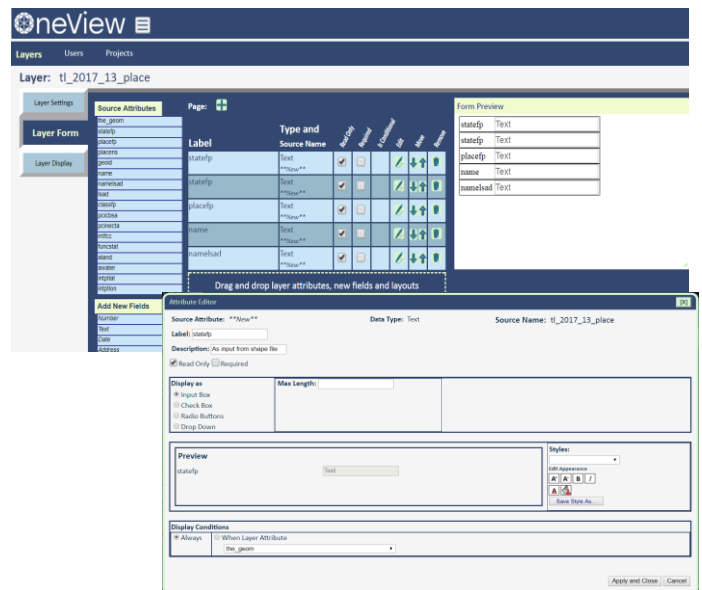 OneView
Layers Users Projects
Layer: tl_2017_13_place
Layer Settings
Layer Form
Layer Display
Source Attributes
the_geom
statefp
placefp
placens
geoid
name
namelsad
lsad
classfp
pcicbsa
pcinecta
mtfcc
funcstat
aland
awater
intptlat
intptlon
Add New Fields
Number
Text
Date
Address
Page:
Label Type and Source Name Read Only Required Is Conditional Edit Move Remove
statefp Text **New**
statefp Text **New**
placefp Text **New**
name Text **New**
namelsad Text **New**
Drag and drop layer attributes, new fields and layouts
Form Preview
statefp Text
statefp Text
placefp Text
name Text
namelsad Text
Attribute Editor [X]
Source Attribute: **New** Data Type: Text Source Name: tl_2017_13_place
Label: statefp
Description: As input from shape file
Read Only Required
Display as
Input Box
Check Box
Radio Buttons
Drop Down
Max Length:
Preview
statefp Text
Styles:
Edit Appearance
A A B I
A
Save Style As...
Display Conditions
Always When Layer Attribute
the_geom
Apply and Close Cancel